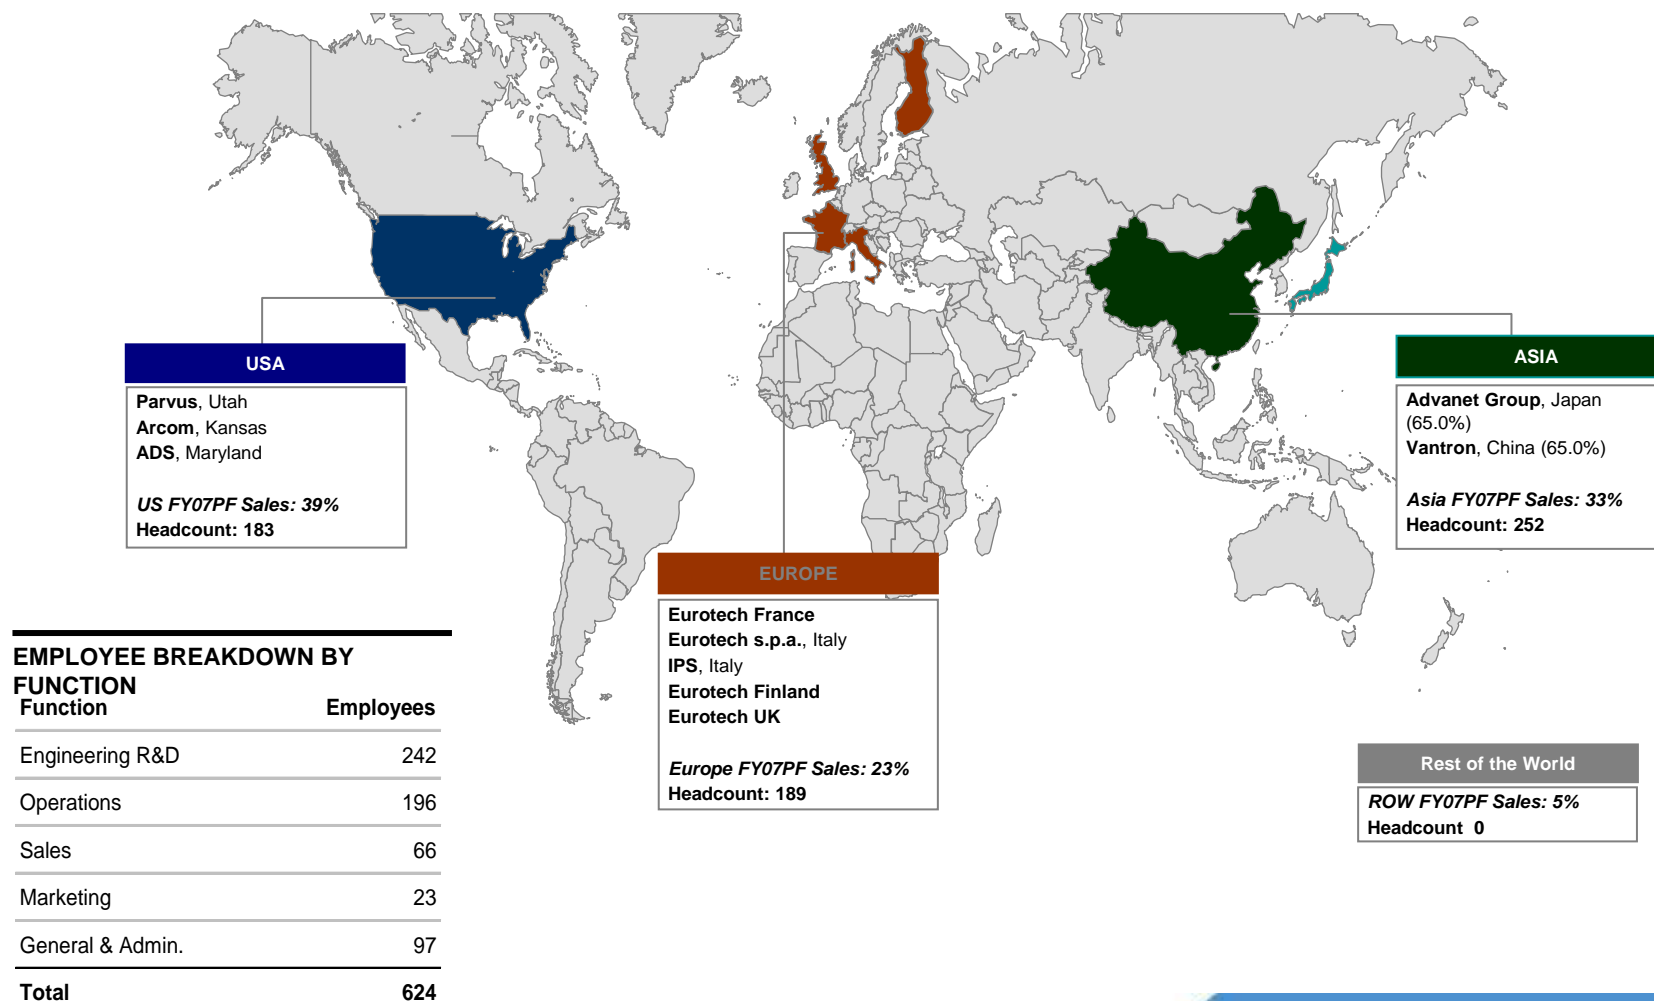 USA
Parvus, Utah
Arcom, Kansas
ADS, Maryland
US FY07PF Sales: 39%
Headcount: 183
ASIA
Advanet Group, Japan
(65.0%)
Vantron, China (65.0%)
Asia FY07PF Sales: 33%
Headcount: 252
EUROPE
Eurotech France
Eurotech s.p.a., Italy
IPS, Italy
Eurotech Finland
Eurotech UK
Europe FY07PF Sales: 23%
Headcount: 189
Rest of the World
ROW FY07PF Sales: 5%
Headcount 0
EMPLOYEE BREAKDOWN BY
FUNCTION
Function Employees
Engineering R&D 242
Operations 196
Sales 66
Marketing 23
General & Admin. 97
Total 624